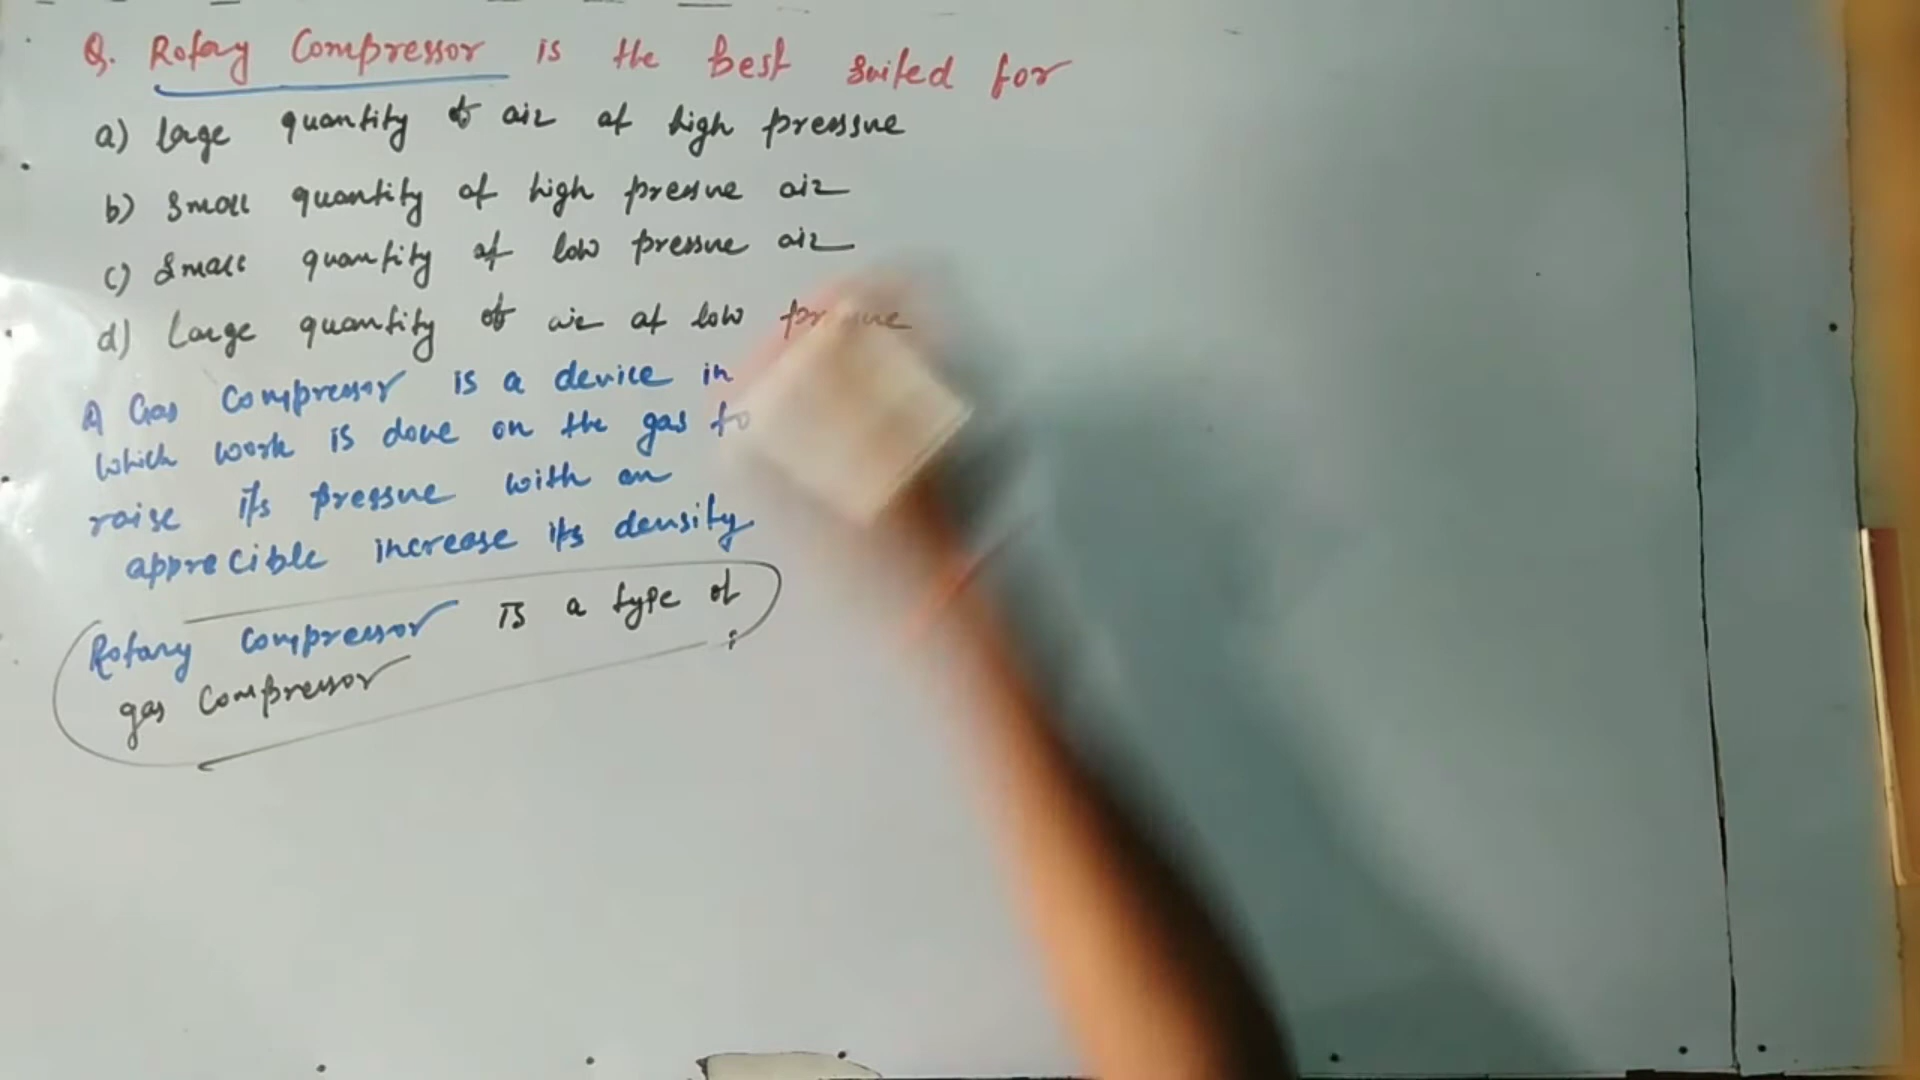 Q. Rotary Compressor is the best suited for
a) large quantity of air at high pressure
b) Small quantity of high pressure air
c) Small quantity of low pressure air
d) Large quantity of air at low
A Gas Compressor is a device in
which work is done on the gas to
raise its pressure with an
apprecible increase its density
Rotary compressor is a type of
gas Compressor